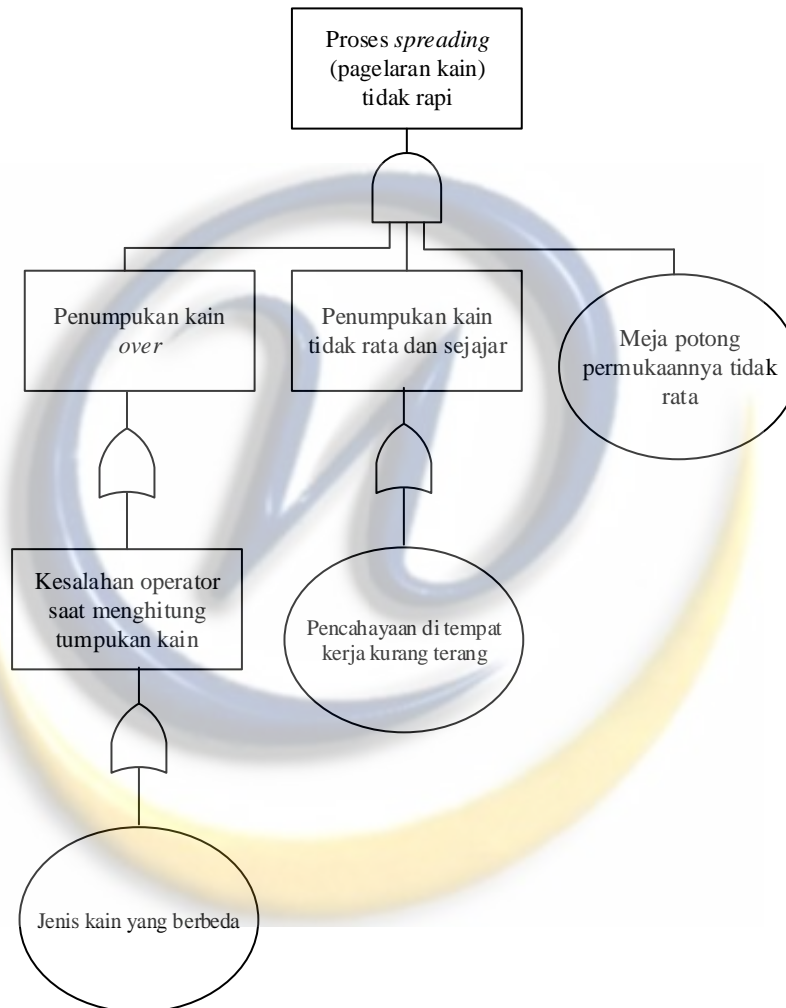 Proses spreading
(pagelaran kain)
tidak rapi
Penumpukan kain
over
Penumpukan kain
tidak rata dan sejajar
Meja potong
permukaannya tidak
rata
Kesalahan operator
saat menghitung
tumpukan kain
Pencahayaan di tempat
kerja kurang terang
Jenis kain yang berbeda